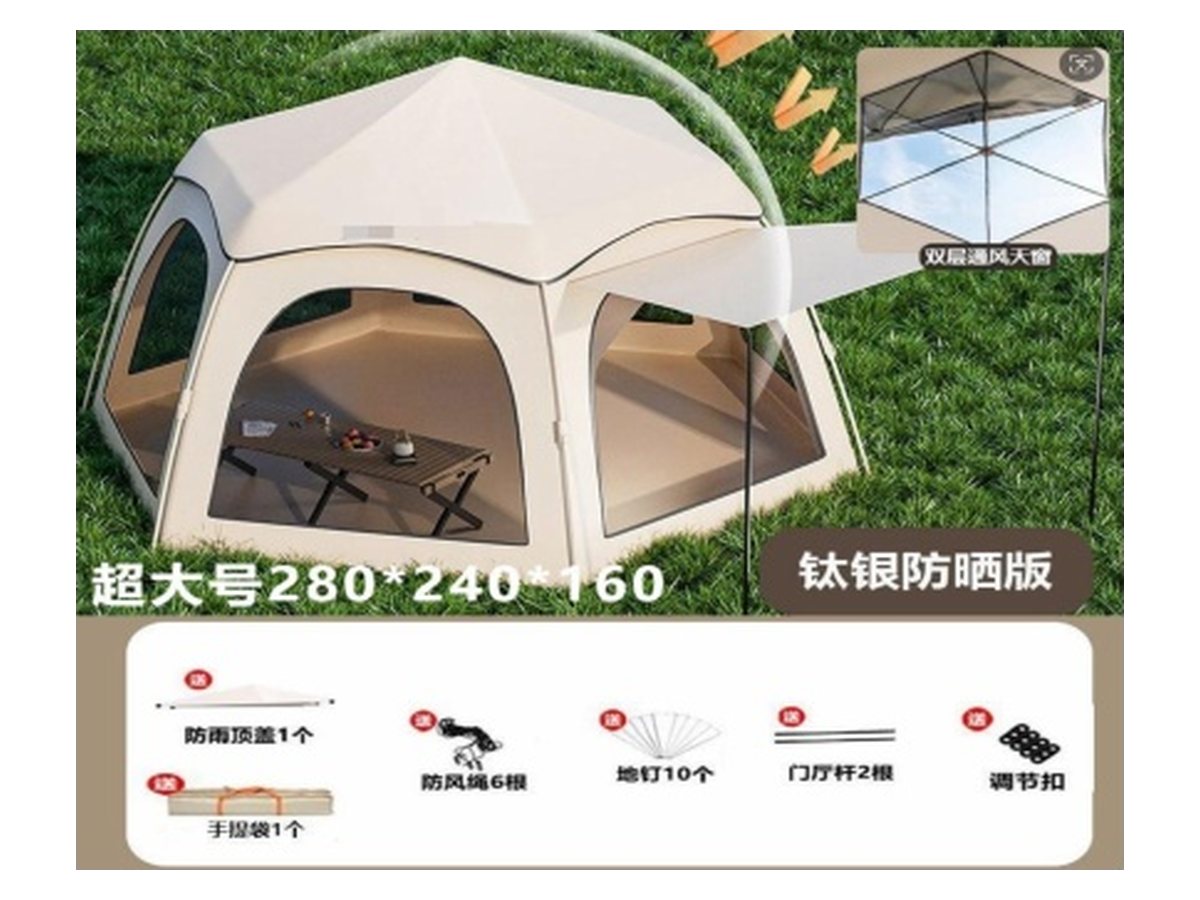 双层通风天窗
超大号280*240*160
钛银防晒版
送
防雨顶盖1个
送
防风绳6根
送
地钉10个
送
门厅杆2根
送
调节扣
送
手提袋1个